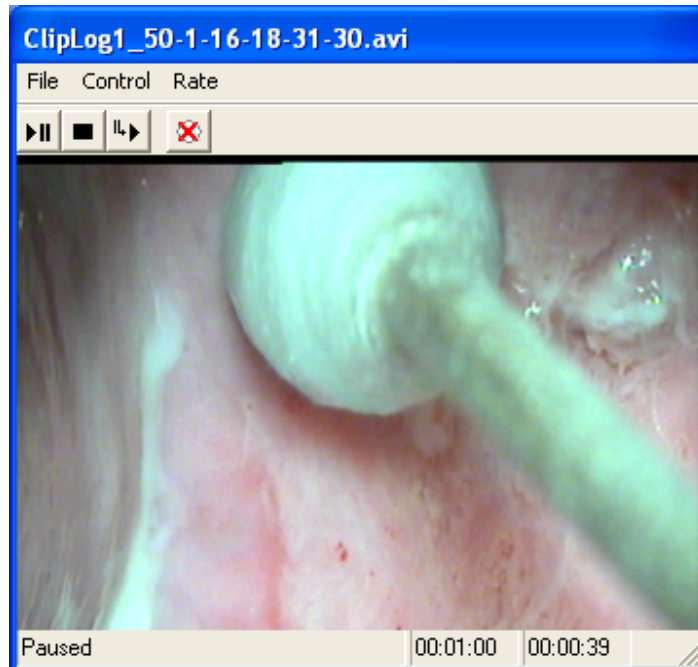 ClipLog1_50-1-16-18-31-30.avi
File Control Rate
Paused 00:01:00 00:00:39